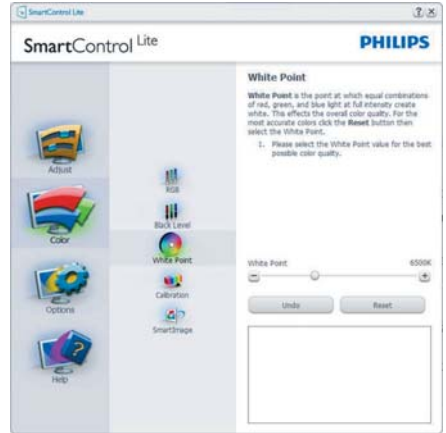 SmartControl Lite
SmartControl Lite
PHILIPS
Adjust
Color
Options
Help
RGB
Black Level
White Point
Calibration
SmartImage
White Point
White Point is the point at which equal combinations
of red, green, and blue light at full intensity create
white. This effects the overall color quality. For the
most accurate colors click the Reset button then
select the White Point.
1. Please select the White Point value for the best
possible color quality.
White Point 6500K
Undo Reset